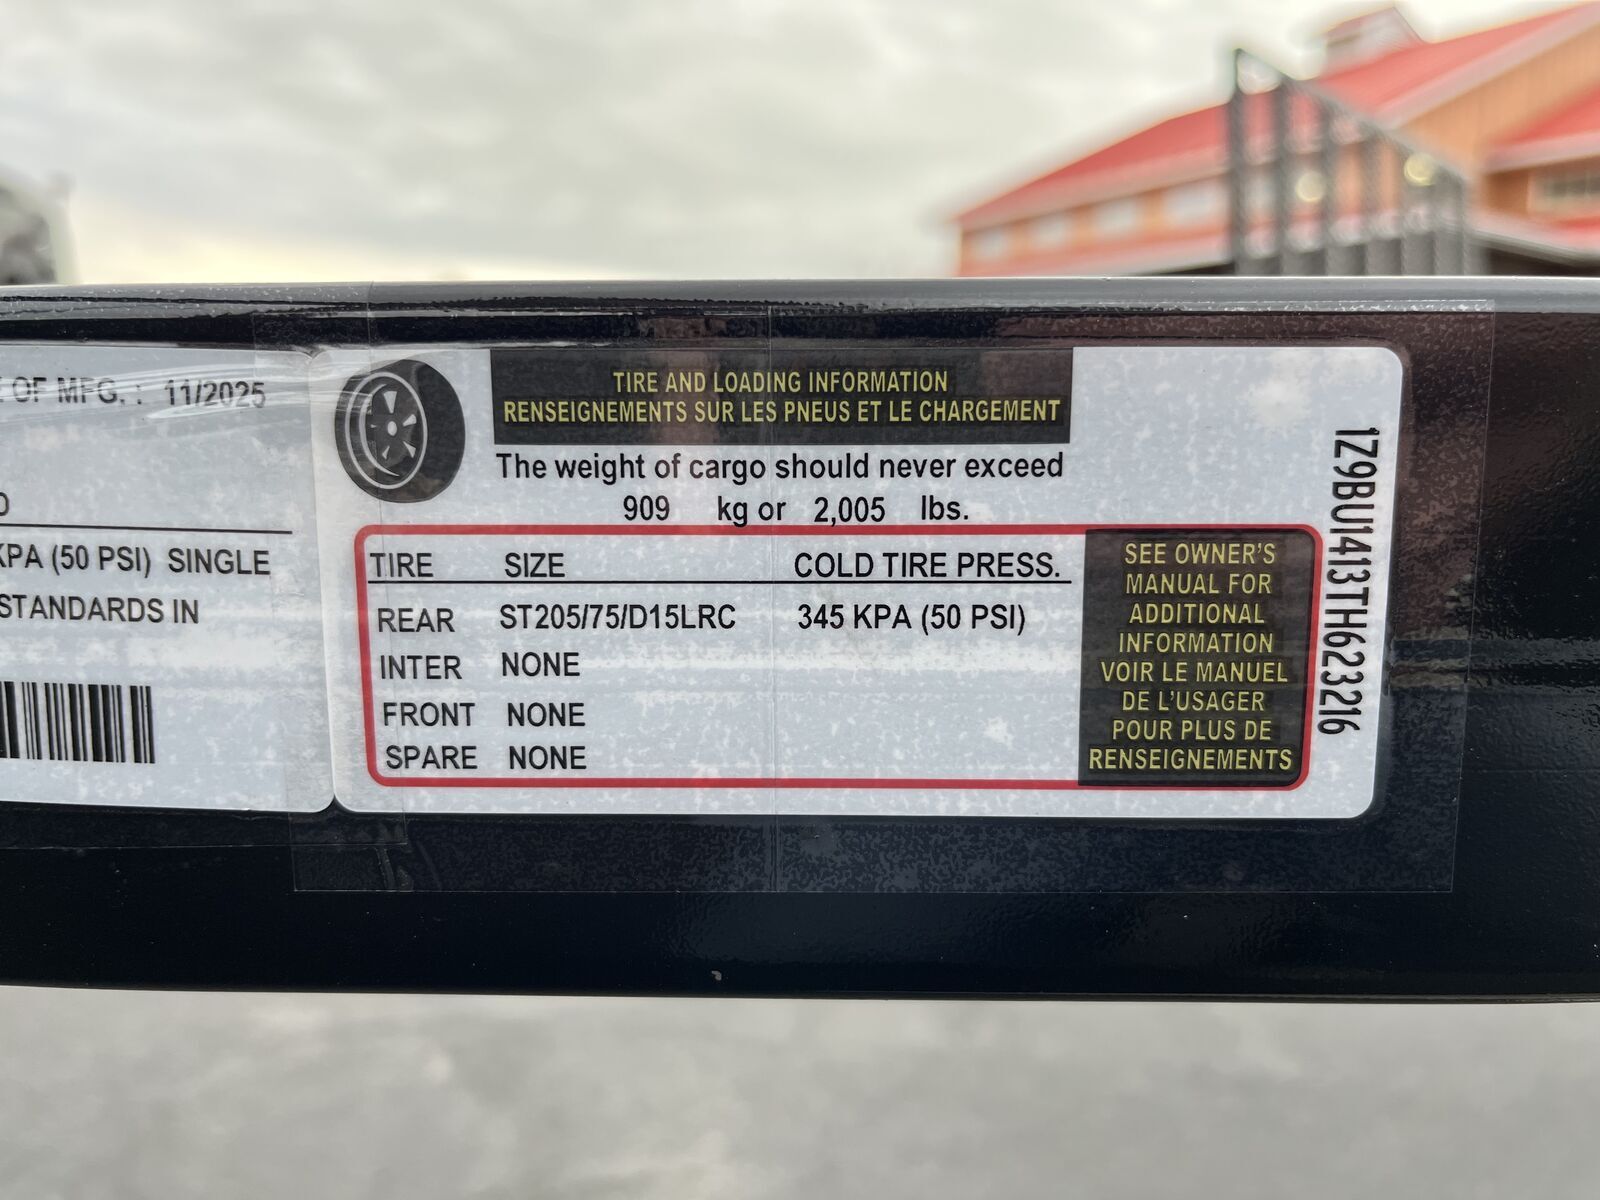 OF MFG. : 11/2025
KPA (50 PSI) SINGLE
STANDARDS IN
TIRE AND LOADING INFORMATION
RENSEIGNEMENTS SUR LES PNEUS ET LE CHARGEMENT
The weight of cargo should never exceed
909 kg or 2,005 lbs.
TIRE SIZE COLD TIRE PRESS.
REAR ST205/75/D15LRC 345 KPA (50 PSI)
INTER NONE
FRONT NONE
SPARE NONE
SEE OWNER'S
MANUAL FOR
ADDITIONAL
INFORMATION
VOIR LE MANUEL
DE L'USAGER
POUR PLUS DE
RENSEIGNEMENTS
1Z9BU1413TH623216